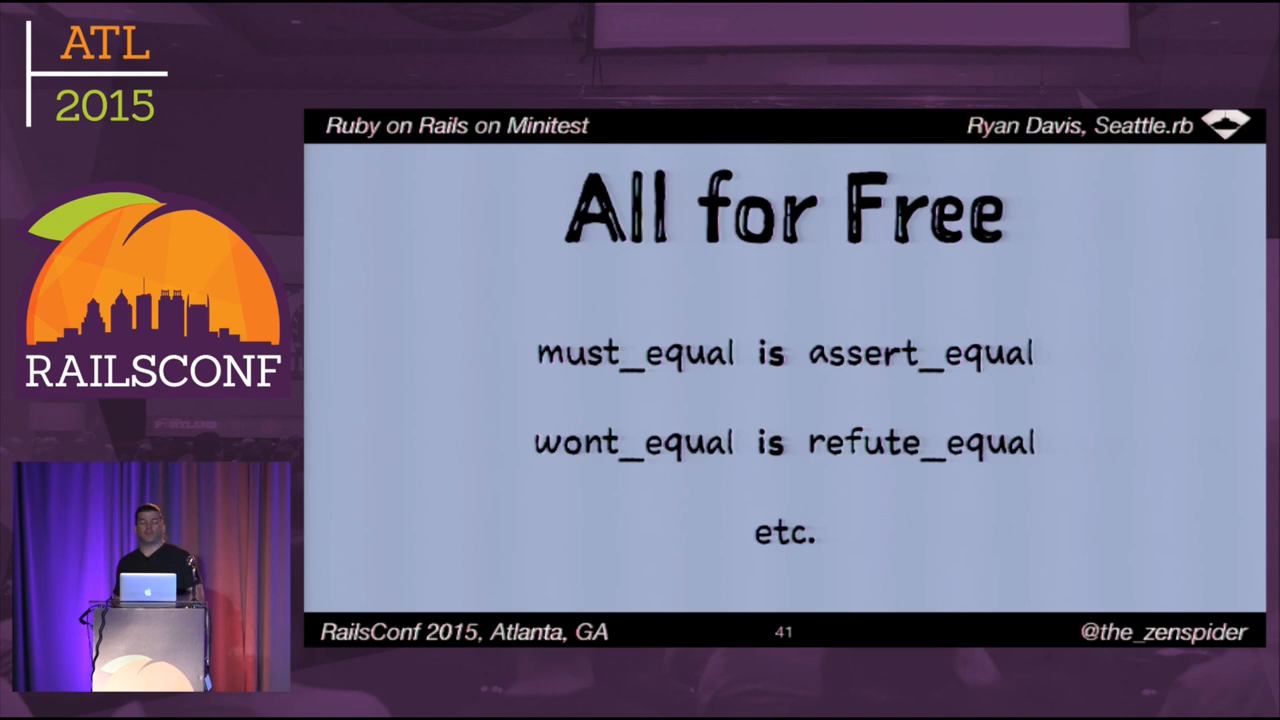 ATL
2015
RAILSCONF
Ruby on Rails on Minitest
Ryan Davis, Seattle.rb
All for Free
must_equal is assert_equal
wont_equal is refute_equal
etc.
RailsConf 2015, Atlanta, GA
41
@the_zenspider